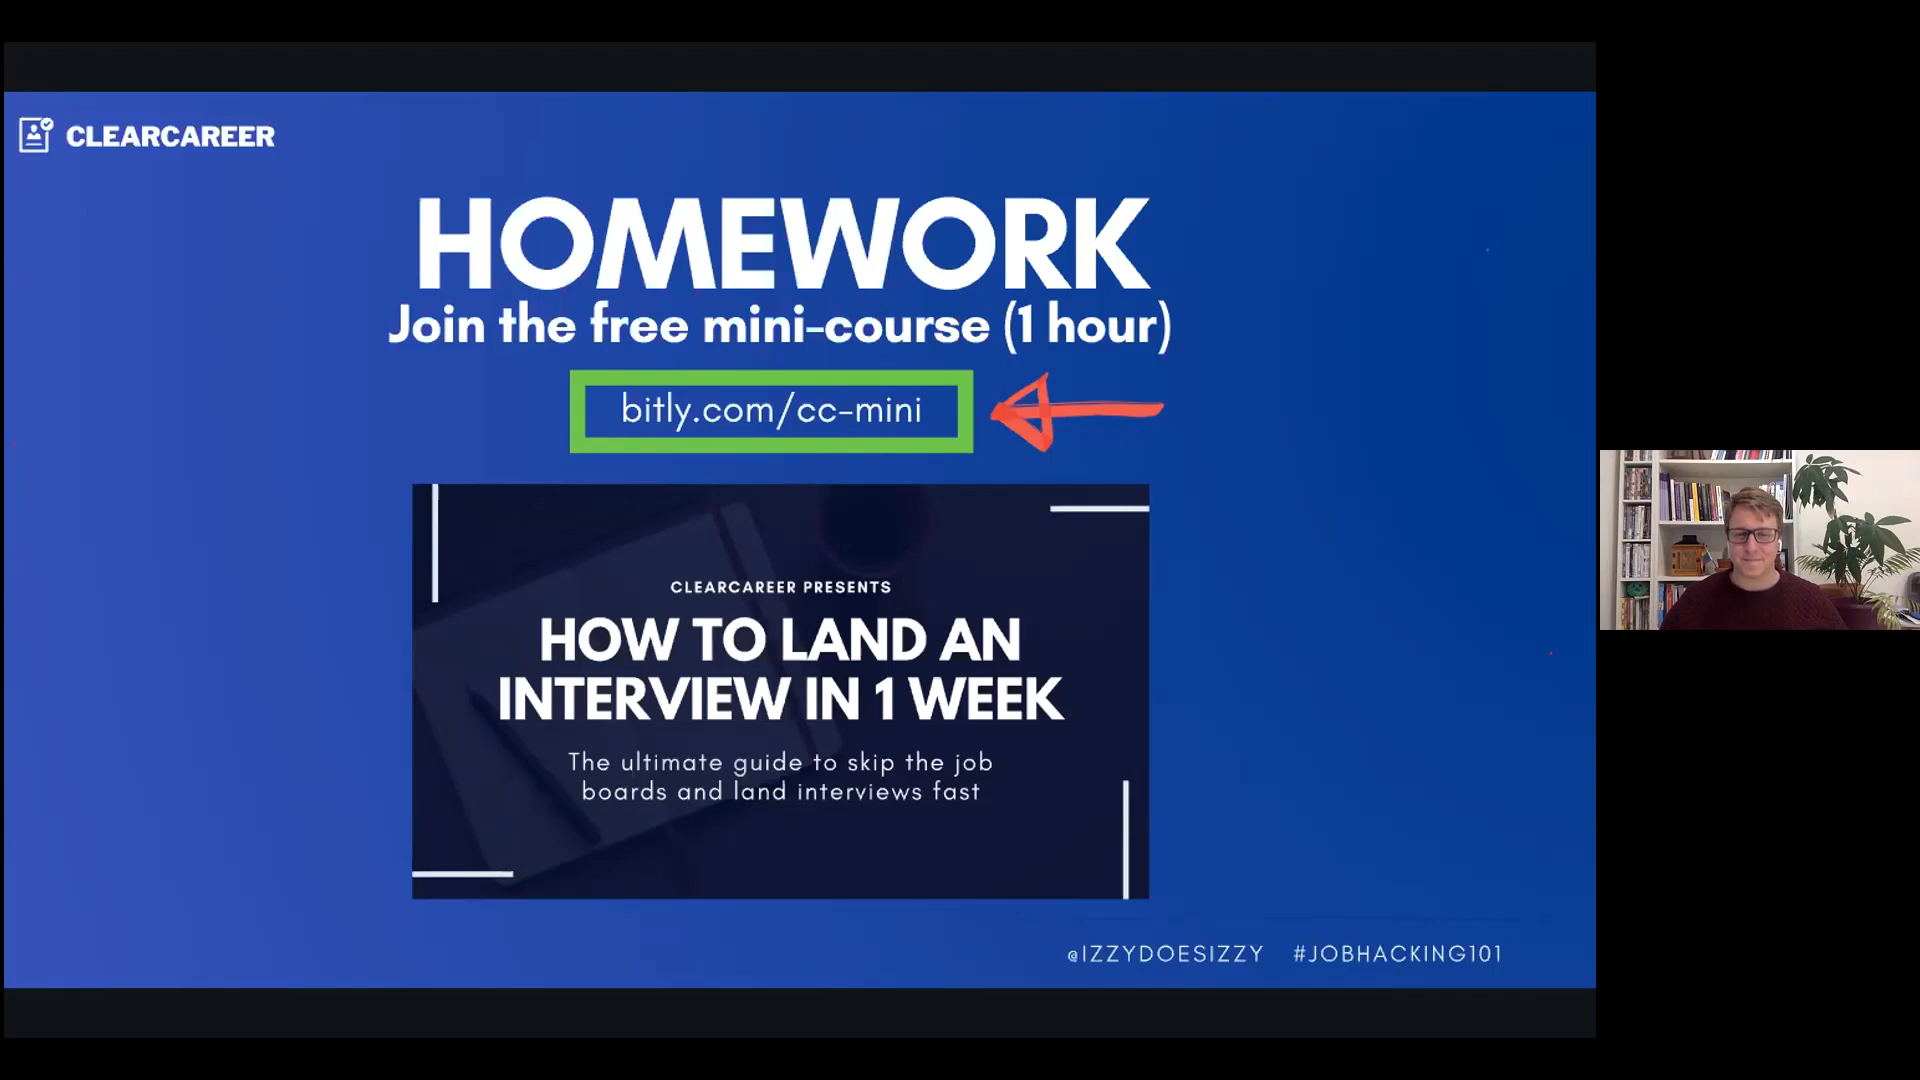 CLEARCAREER
HOMEWORK
Join the free mini-course (1 hour)
bitly.com/cc-mini
CLEARCAREER PRESENTS
HOW TO LAND AN
INTERVIEW IN 1 WEEK
The ultimate guide to skip the job
boards and land interviews fast
@IZZYDOESIZZY #JOBHACKING101